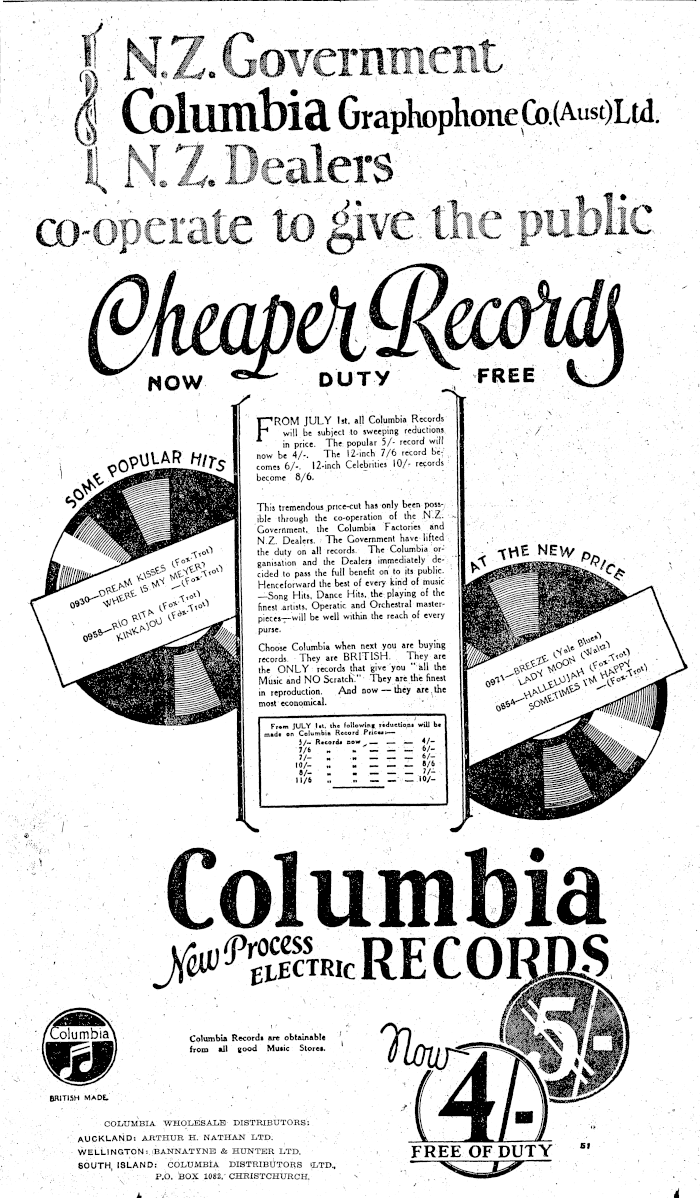 N.Z. Government
Columbia Graphophone Co. (Aust) Ltd.
N.Z. Dealers
co-operate to give the public
Cheaper Records
NOW DUTY FREE
FROM JULY 1st, all Columbia Records
will be subject to sweeping reductions
in price. The popular 5/- record will
now be 4/-. The 12-inch 7/6 record be-
comes 6/-. 12-inch Celebrities 10/- records
become 8/6.
This tremendous price-cut has only been poss-
ible through the co-operation of the N.Z.
Government, the Columbia Factories and
N.Z. Dealers. The Government have lifted
the duty on all records. The Columbia or-
ganisation and the Dealers immediately de-
cided to pass the full benefit on to its public.
Henceforward the best of every kind of music
—Song Hits, Dance Hits, the playing of the
finest artists, Operatic and Orchestral master-
pieces—will be well within the reach of every
purse.
Choose Columbia when next you are buying
records. They are BRITISH. They are
the ONLY records that give you "all the
Music and NO Scratch." They are the finest
in reproduction. And now — they are the
most economical.
From JULY 1st, the following reductions will be
made on Columbia Record Prices:—
5/- Records now — — — 4/-
7/6 " " — — — 6/-
7/- " " — — — 6/-
10/- " " — — — 8/6
8/- " " — — — 7/-
11/6 " " — — — 10/-
SOME POPULAR HITS
0930—DREAM KISSES (Fox-Trot)
WHERE IS MY MEYER?
—(Fox-Trot)
0958—RIO RITA (Fox-Trot)
KINKAJOU (Fox-Trot)
AT THE NEW PRICE
0971—BREEZE (Yale Blues)
LADY MOON (Waltz)
0854—HALLELUJAH (Fox-Trot)
SOMETIMES I'M HAPPY
—(Fox-Trot)
Columbia
New Process
ELECTRIC RECORDS
5/-
Now
4/-
FREE OF DUTY
Columbia
BRITISH MADE
Columbia Records are obtainable
from all good Music Stores.
COLUMBIA WHOLESALE DISTRIBUTORS:
AUCKLAND: ARTHUR H. NATHAN LTD.
WELLINGTON: BANNATYNE & HUNTER LTD.
SOUTH ISLAND: COLUMBIA DISTRIBUTORS LTD.,
P.O. BOX 1082, CHRISTCHURCH.
51